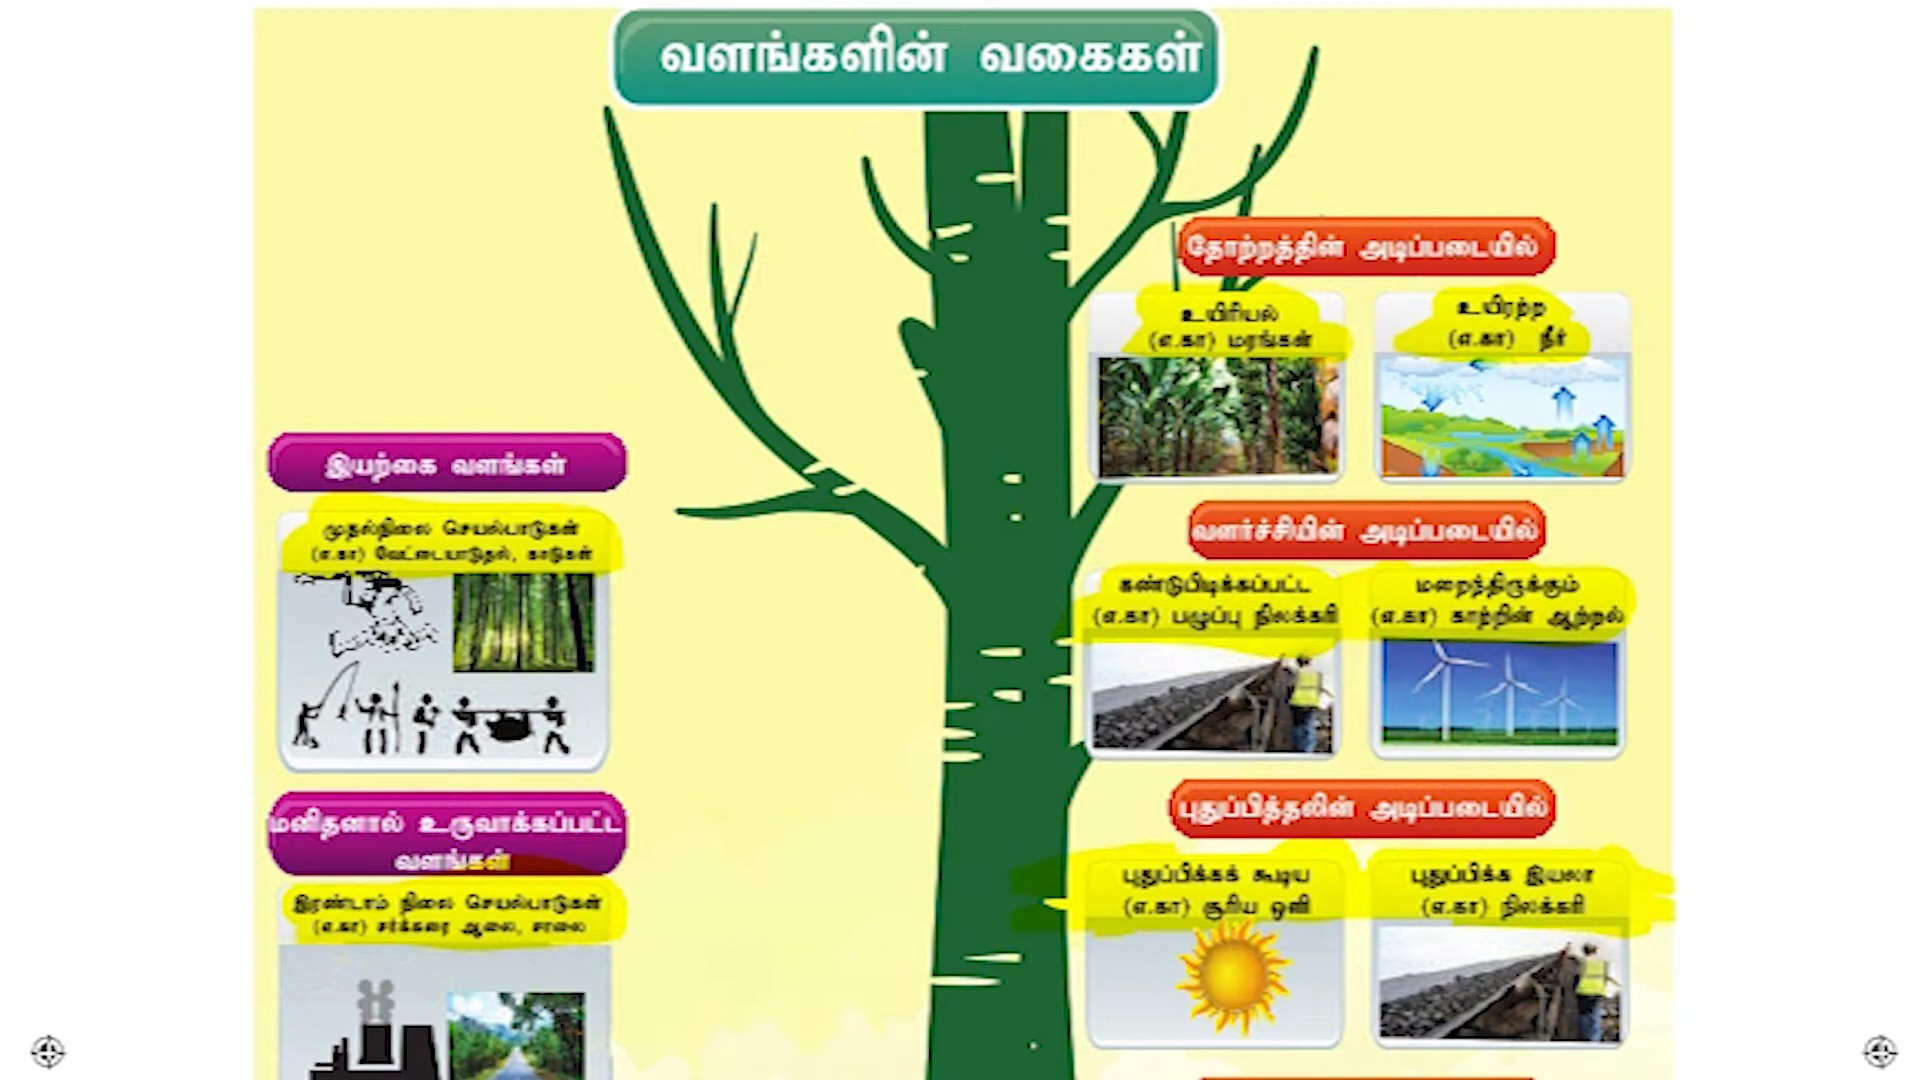 வளங்களின் வகைகள்
இயற்கை வளங்கள்
முதல்நிலை செயல்பாடுகள்
(எ.கா) வேட்டையாடுதல், காடுகள்
மனிதனால் உருவாக்கப்பட்ட
வளங்கள்
இரண்டாம் நிலை செயல்பாடுகள்
(எ.கா) சர்க்கரை ஆலை, சாலை
தோற்றத்தின் அடிப்படையில்
உயிரியல்
(எ.கா) மரங்கள்
உயிரற்ற
(எ.கா) நீர்
வளர்ச்சியின் அடிப்படையில்
கண்டுபிடிக்கப்பட்ட
(எ.கா) பழுப்பு நிலக்கரி
மறைந்திருக்கும்
(எ.கா) காற்றின் ஆற்றல்
புதுப்பித்தலின் அடிப்படையில்
புதுப்பிக்கக் கூடிய
(எ.கா) சூரிய ஒளி
புதுப்பிக்க இயலா
(எ.கா) நிலக்கரி